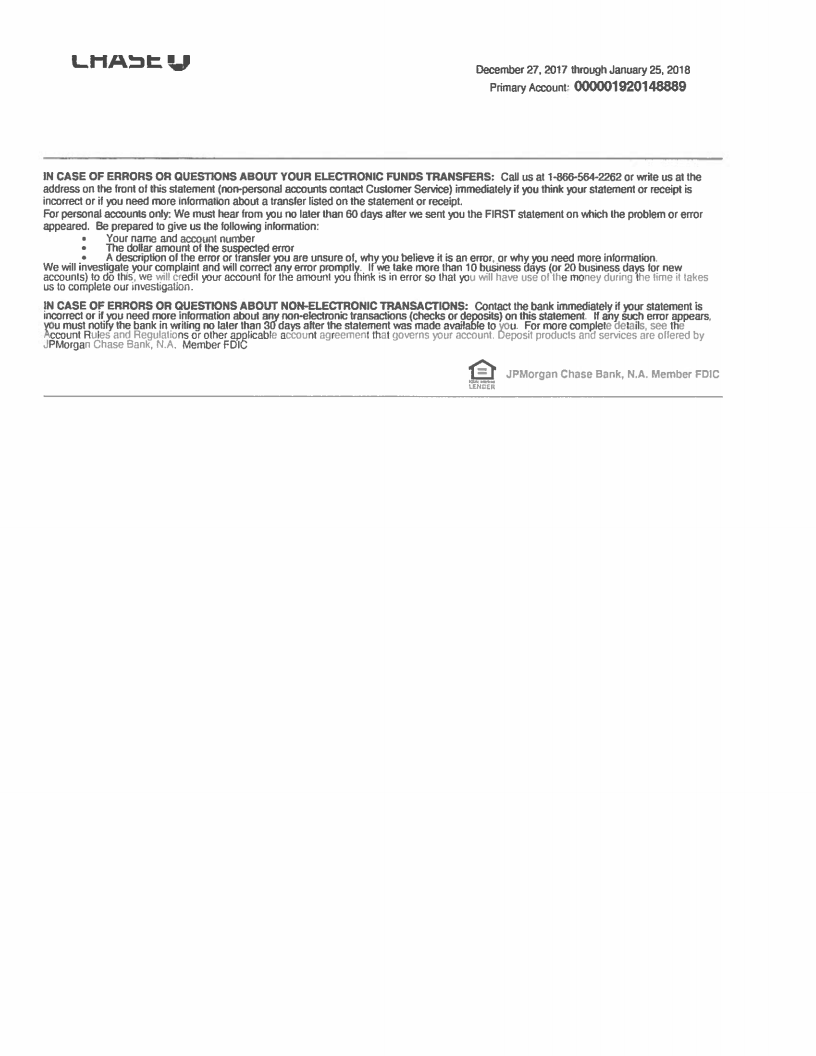 CHASE
December 27, 2017 through January 25, 2018
Primary Account: 000001920148889
IN CASE OF ERRORS OR QUESTIONS ABOUT YOUR ELECTRONIC FUNDS TRANSFERS: Call us at 1-866-564-2262 or write us at the
address on the front of this statement (non-personal accounts contact Customer Service) immediately if you think your statement or receipt is
incorrect or if you need more information about a transfer listed on the statement or receipt.
For personal accounts only: We must hear from you no later than 60 days after we sent you the FIRST statement on which the problem or error
appeared. Be prepared to give us the following information:
• Your name and account number
• The dollar amount of the suspected error
• A description of the error or transfer you are unsure of, why you believe it is an error, or why you need more information.
We will investigate your complaint and will correct any error promptly. If we take more than 10 business days (or 20 business days for new
accounts) to do this, we will credit your account for the amount you think is in error so that you will have use of the money during the time it takes
us to complete our investigation.
IN CASE OF ERRORS OR QUESTIONS ABOUT NON-ELECTRONIC TRANSACTIONS: Contact the bank immediately if your statement is
incorrect or if you need more information about any non-electronic transactions (checks or deposits) on this statement. If any such error appears,
you must notify the bank in writing no later than 30 days after the statement was made available to you. For more complete details, see the
Account Rules and Regulations or other applicable account agreement that governs your account. Deposit products and services are offered by
JPMorgan Chase Bank, N.A. Member FDIC
LENDER
JPMorgan Chase Bank, N.A. Member FDIC